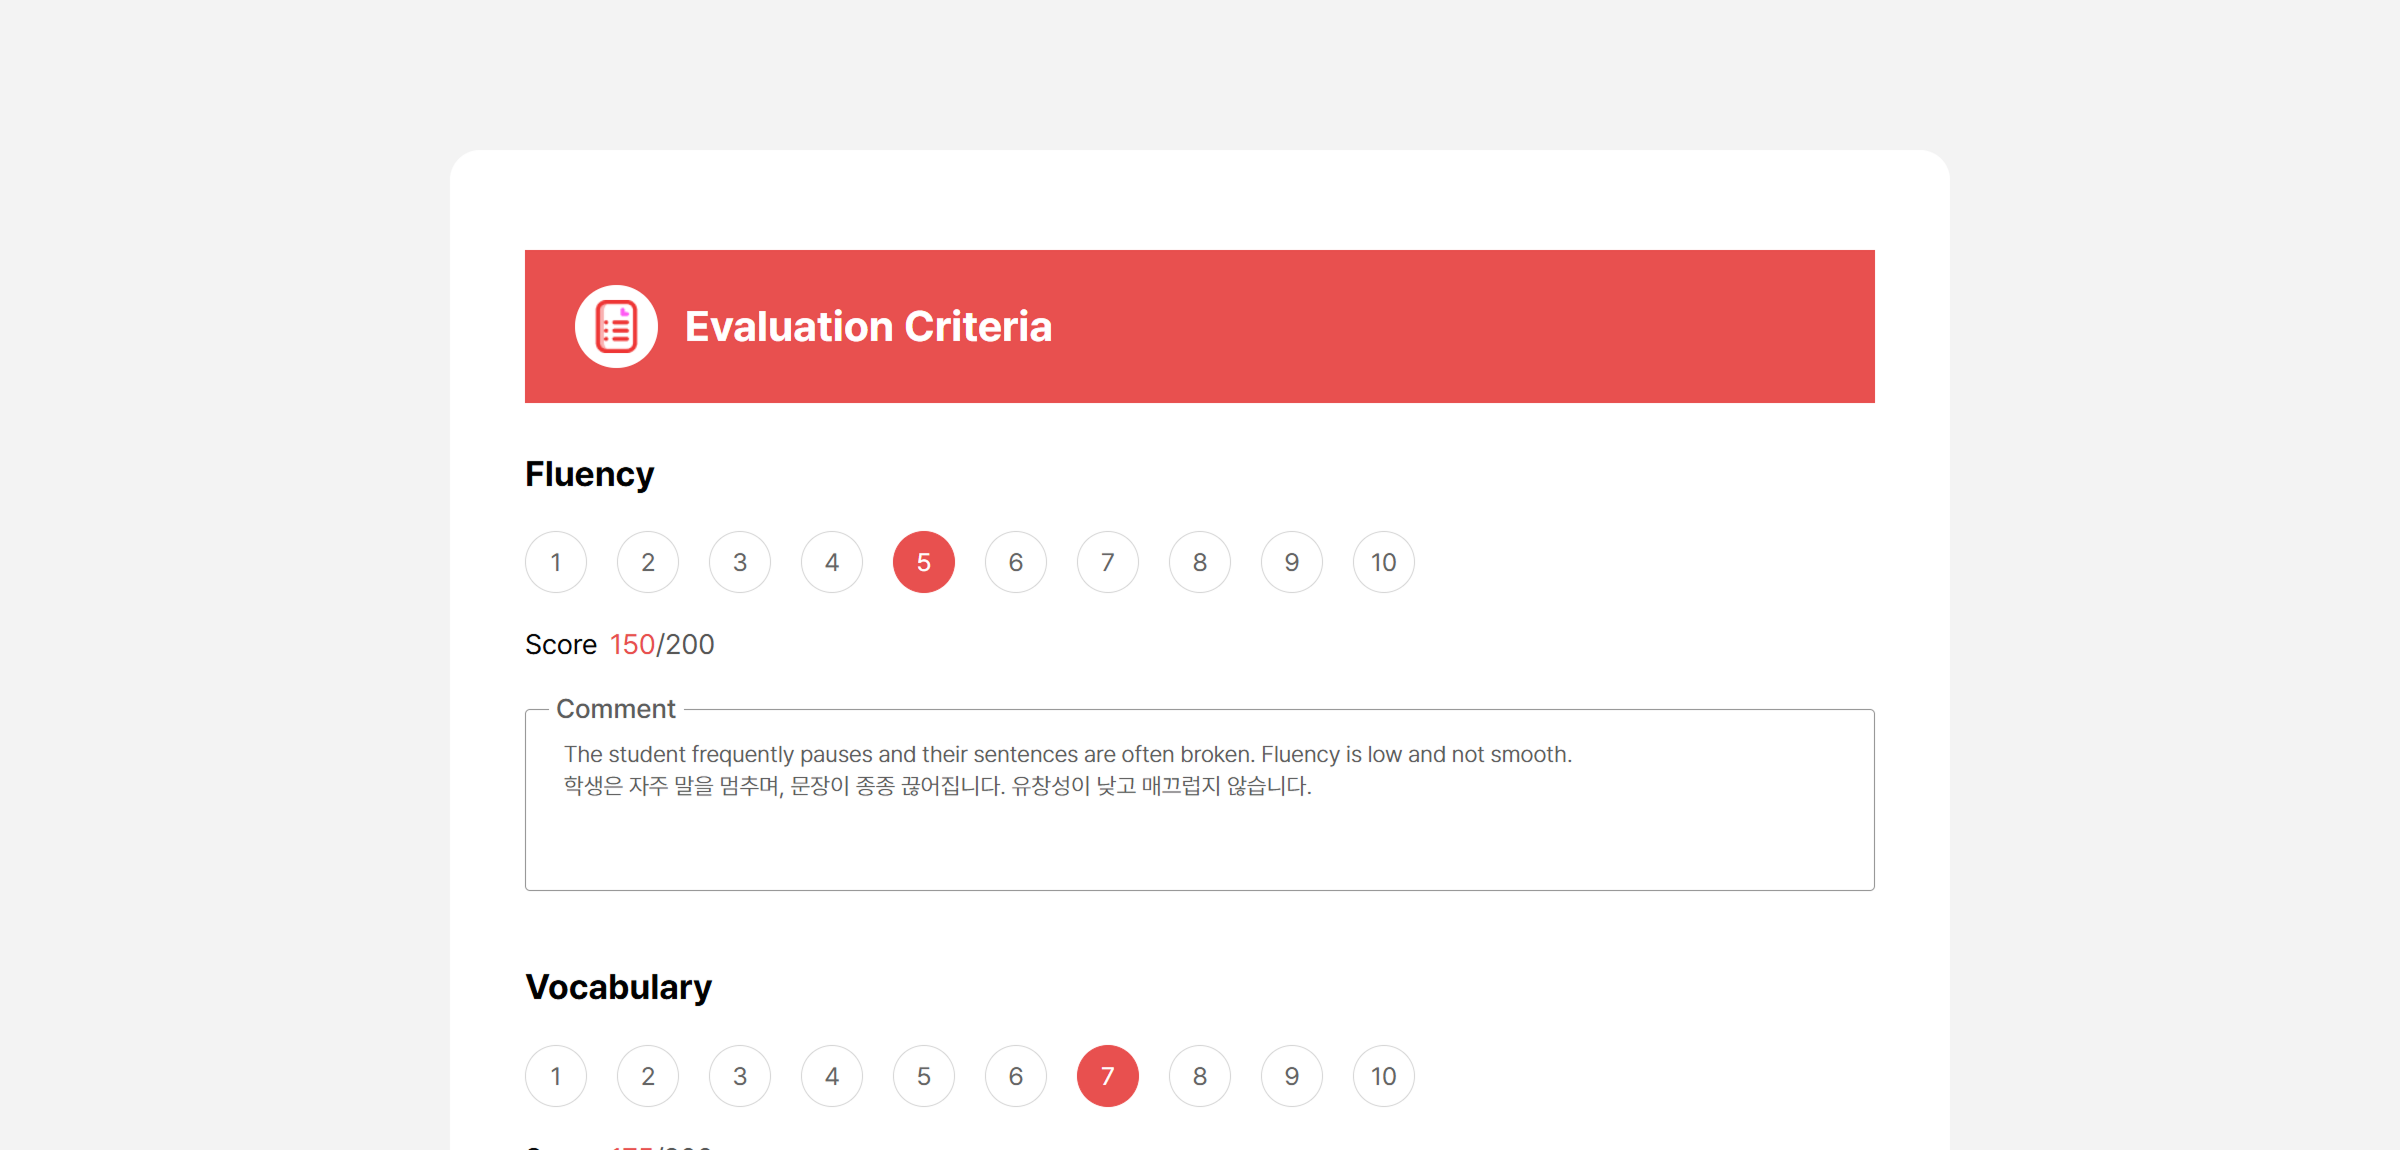 Evaluation Criteria
Fluency
1 2 3 4 5 6 7 8 9 10
Score 150/200
Comment
The student frequently pauses and their sentences are often broken. Fluency is low and not smooth.
학생은 자주 말을 멈추며, 문장이 종종 끊어집니다. 유창성이 낮고 매끄럽지 않습니다.
Vocabulary
1 2 3 4 5 6 7 8 9 10